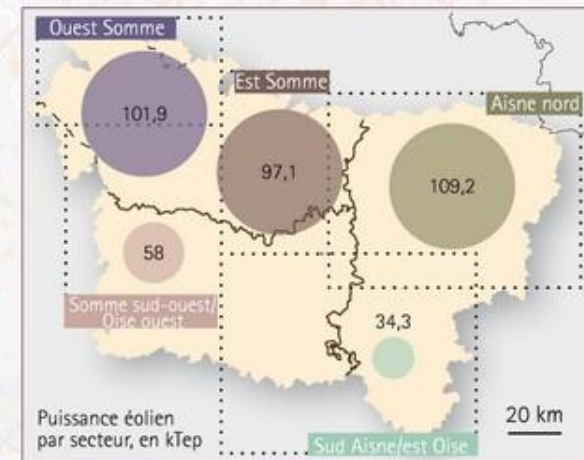 Ouest Somme
Est Somme
Aisne nord
101,9
97,1
109,2
58
Somme sud-ouest/
Oise ouest
34,3
Puissance éolien
par secteur, en kTep
20 km
Sud Aisne/est Oise